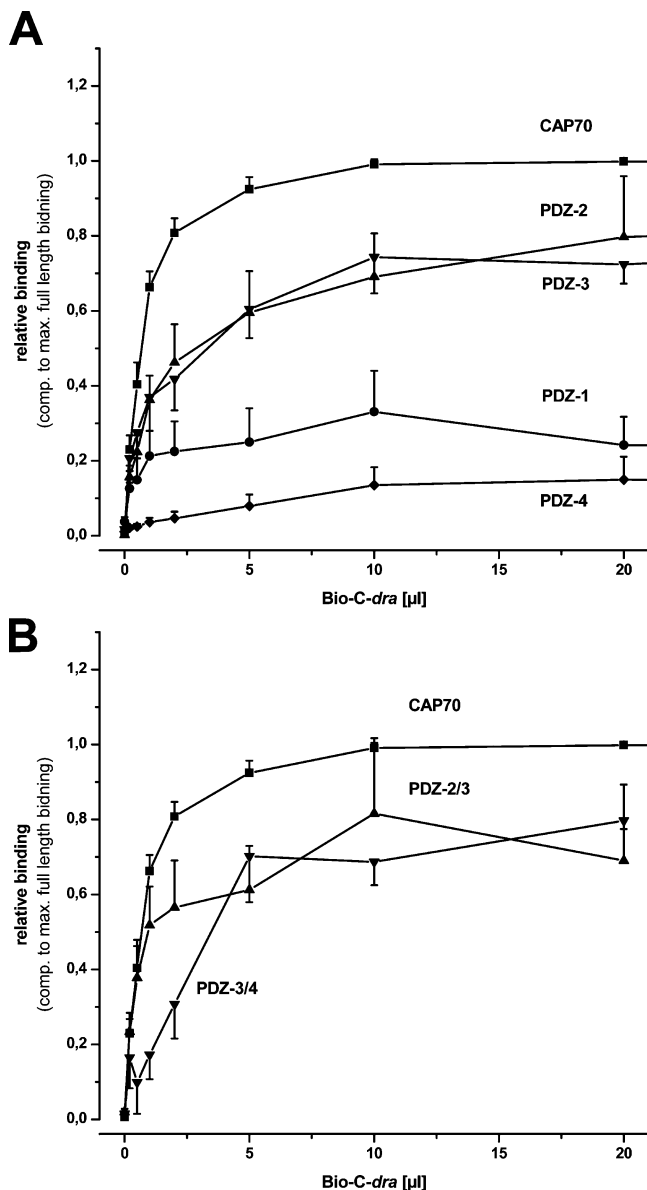 A
relative binding
(comp. to max. full length bidning)
1,2
1,0
0,8
0,6
0,4
0,2
0,0
CAP70
PDZ-2
PDZ-3
PDZ-1
PDZ-4
0
5
10
15
20
Bio-C-dra [µl]
B
relative binding
(comp. to max. full length bidning)
1,2
1,0
0,8
0,6
0,4
0,2
0,0
CAP70
PDZ-2/3
PDZ-3/4
0
5
10
15
20
Bio-C-dra [µl]